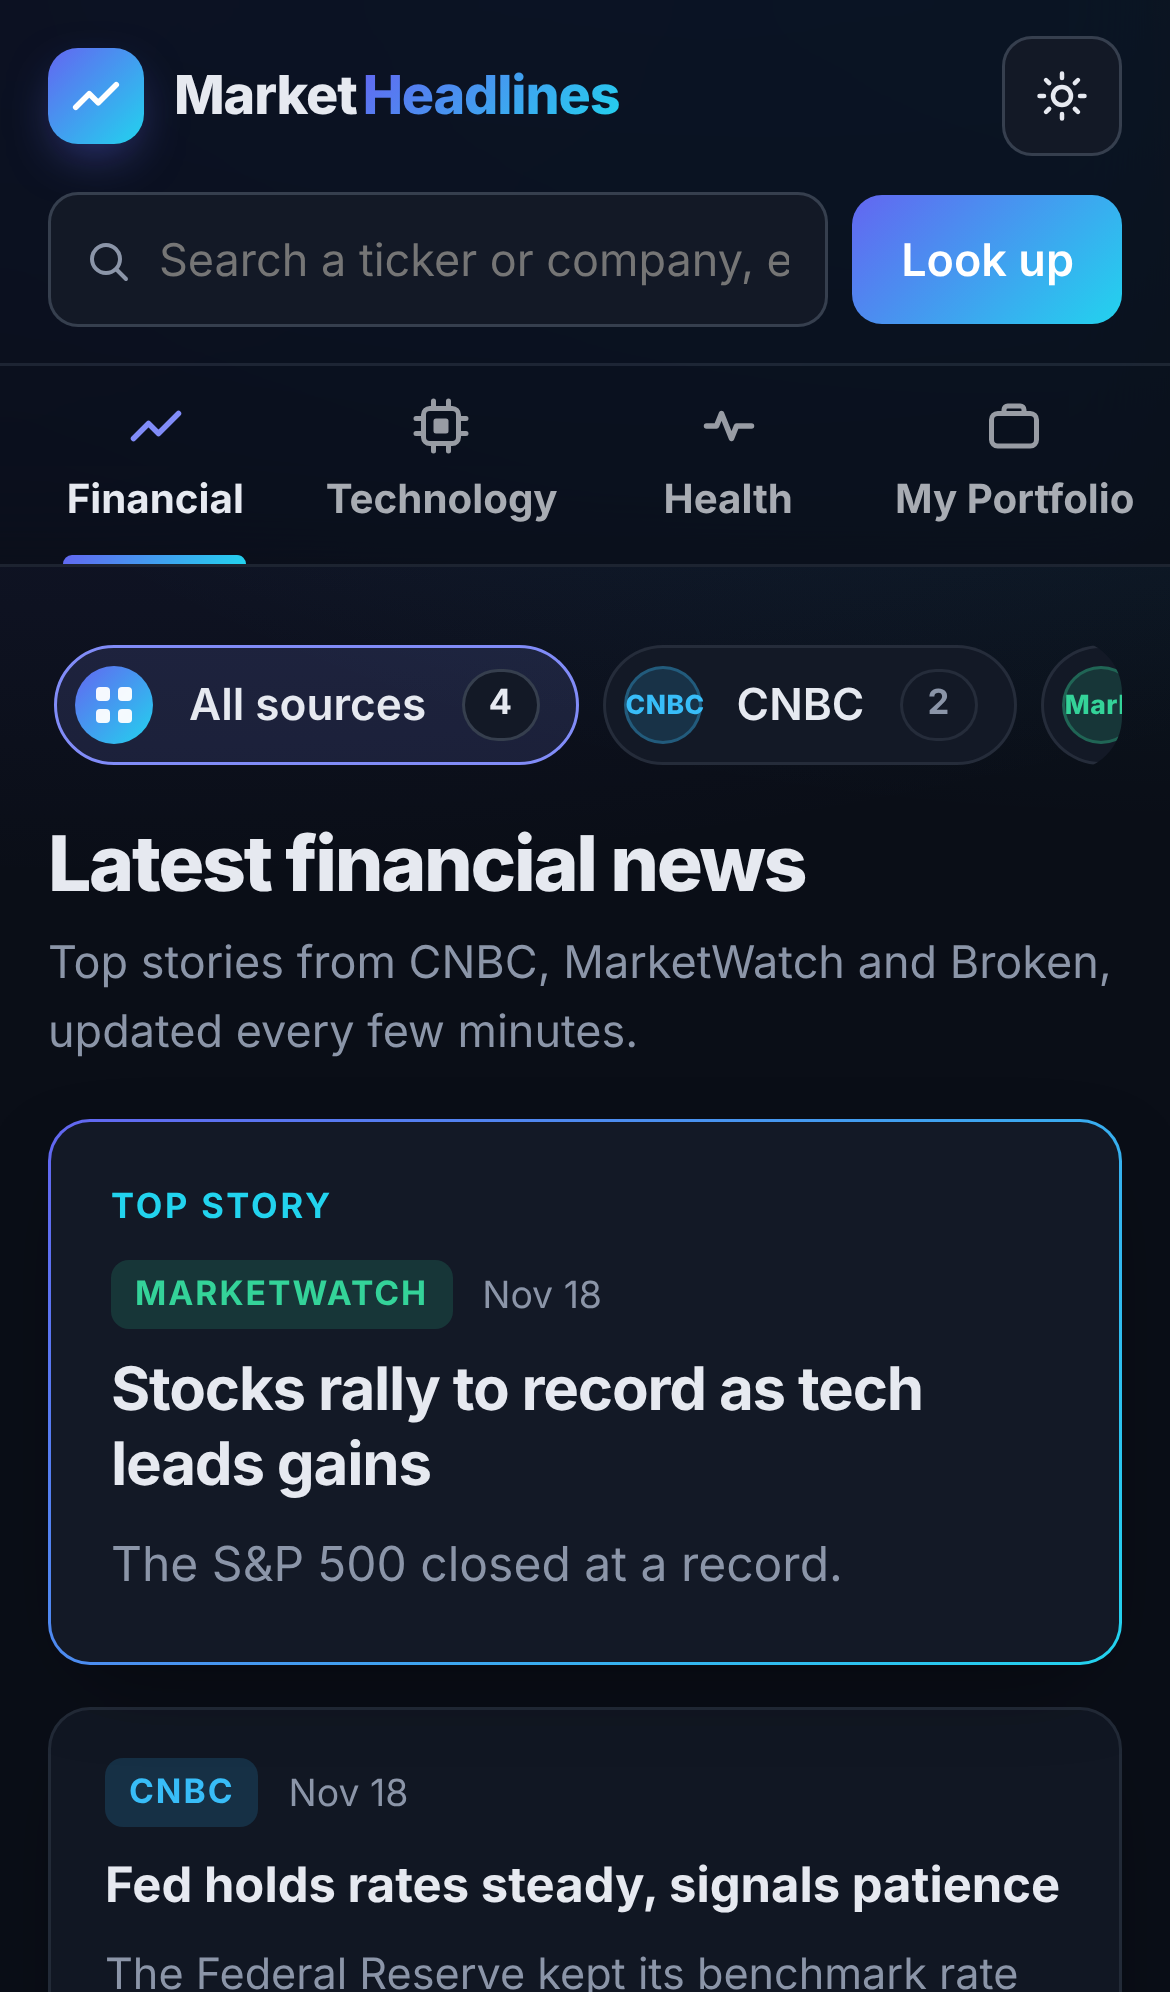 MarketHeadlines
Search a ticker or company, e
Look up
Financial
Technology
Health
My Portfolio
All sources 4
CNBC CNBC 2
Mar
Latest financial news
Top stories from CNBC, MarketWatch and Broken,
updated every few minutes.
TOP STORY
MARKETWATCH Nov 18
Stocks rally to record as tech
leads gains
The S&P 500 closed at a record.
CNBC Nov 18
Fed holds rates steady, signals patience
The Federal Reserve kept its benchmark rate